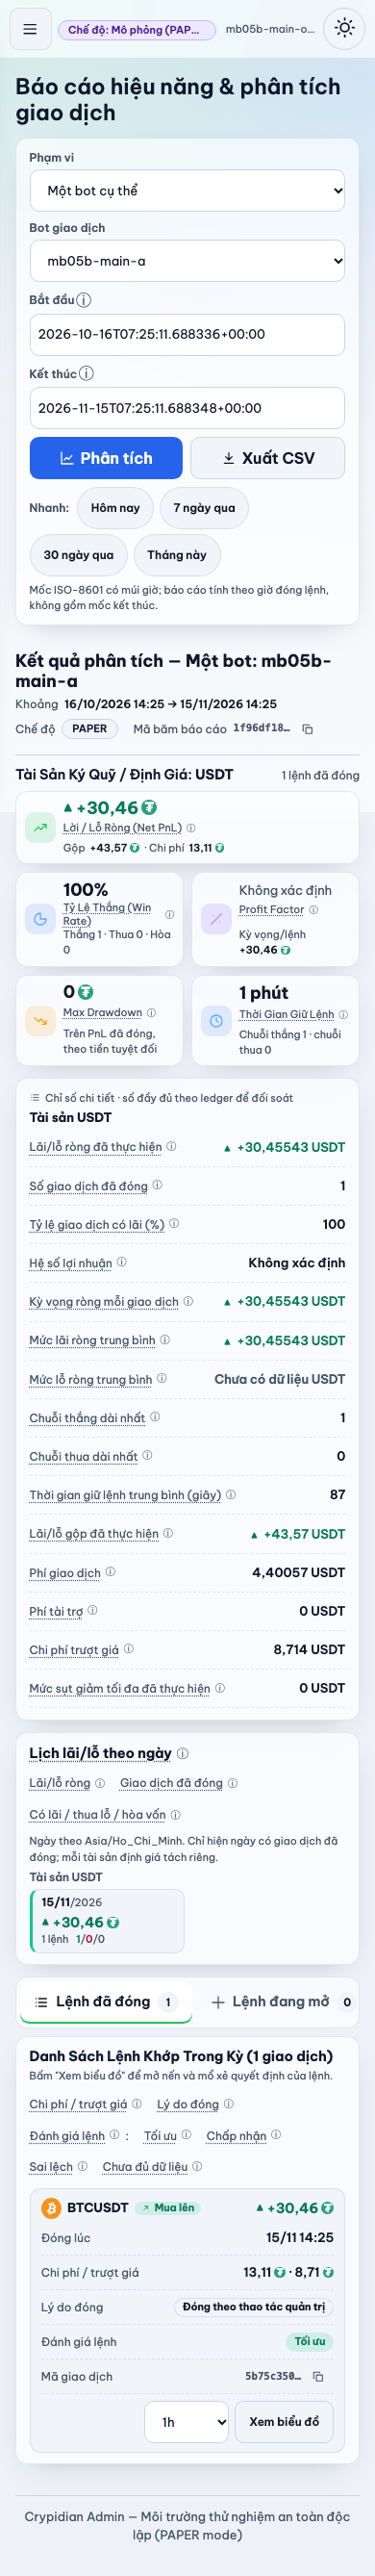 Chế độ: Mô phỏng (PAP...
mb05b-main-o...
Báo cáo hiệu năng & phân tích
giao dịch
Phạm vi
Một bot cụ thể
Bot giao dịch
mb05b-main-a
Bắt đầu ⓘ
2026-10-16T07:25:11.688336+00:00
Kết thúc ⓘ
2026-11-15T07:25:11.688348+00:00
Phân tích
Xuất CSV
Nhanh:
Hôm nay
7 ngày qua
30 ngày qua
Tháng này
Mốc ISO-8601 có múi giờ; báo cáo tính theo giờ đóng lệnh,
không gồm mốc kết thúc.
Kết quả phân tích — Một bot: mb05b-
main-a
Khoảng 16/10/2026 14:25 → 15/11/2026 14:25
Chế độ PAPER Mã băm báo cáo 1f96df18…
Tài Sản Ký Quỹ / Định Giá: USDT
1 lệnh đã đóng
▲ +30,46
Lời / Lỗ Ròng (Net PnL) ⓘ
Gộp +43,57 · Chi phí 13,11
100%
Tỷ Lệ Thắng (Win
Rate) ⓘ
Thắng 1 · Thua 0 · Hòa
0
Không xác định
Profit Factor ⓘ
Kỳ vọng/lệnh
+30,46
0
Max Drawdown ⓘ
Trên PnL đã đóng,
theo tiền tuyệt đối
1 phút
Thời Gian Giữ Lệnh ⓘ
Chuỗi thắng 1 · chuỗi
thua 0
Chỉ số chi tiết · số đầy đủ theo ledger để đối soát
Tài sản USDT
Lãi/lỗ ròng đã thực hiện ⓘ ▲ +30,45543 USDT
Số giao dịch đã đóng ⓘ 1
Tỷ lệ giao dịch có lãi (%) ⓘ 100
Hệ số lợi nhuận ⓘ Không xác định
Kỳ vọng ròng mỗi giao dịch ⓘ ▲ +30,45543 USDT
Mức lãi ròng trung bình ⓘ ▲ +30,45543 USDT
Mức lỗ ròng trung bình ⓘ Chưa có dữ liệu USDT
Chuỗi thắng dài nhất ⓘ 1
Chuỗi thua dài nhất ⓘ 0
Thời gian giữ lệnh trung bình (giây) ⓘ 87
Lãi/lỗ gộp đã thực hiện ⓘ ▲ +43,57 USDT
Phí giao dịch ⓘ 4,40057 USDT
Phí tài trợ ⓘ 0 USDT
Chi phí trượt giá ⓘ 8,714 USDT
Mức sụt giảm tối đa đã thực hiện ⓘ 0 USDT
Lịch lãi/lỗ theo ngày ⓘ
Lãi/lỗ ròng ⓘ Giao dịch đã đóng ⓘ
Có lãi / thua lỗ / hòa vốn ⓘ
Ngày theo Asia/Ho_Chi_Minh. Chỉ hiện ngày có giao dịch đã
đóng; mỗi tài sản định giá tách riêng.
Tài sản USDT
15/11/2026
▲ +30,46
1 lệnh 1/0/0
Lệnh đã đóng 1
Lệnh đang mở 0
Danh Sách Lệnh Khớp Trong Kỳ (1 giao dịch)
Bấm "Xem biểu đồ" để mở nến và mổ xẻ quyết định của lệnh.
Chi phí / trượt giá ⓘ Lý do đóng ⓘ
Đánh giá lệnh ⓘ : Tối ưu ⓘ Chấp nhận ⓘ
Sai lệch ⓘ Chưa đủ dữ liệu ⓘ
BTCUSDT Mua lên ▲ +30,46
Đóng lúc 15/11 14:25
Chi phí / trượt giá 13,11 · 8,71
Lý do đóng Đóng theo thao tác quản trị
Đánh giá lệnh Tối ưu
Mã giao dịch 5b75c350…
1h
Xem biểu đồ
Crypidian Admin — Môi trường thử nghiệm an toàn độc
lập (PAPER mode)